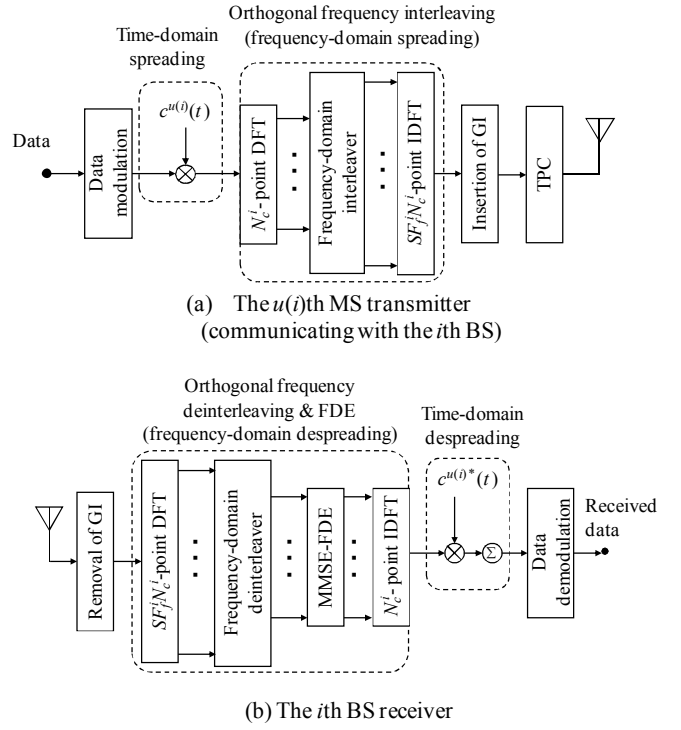 Orthogonal frequency interleaving
(frequency-domain spreading)
Time-domain
spreading
c^{u(i)}(t)
Data
Data
modulation
N_c^i-point DFT
Frequency-domain
interleaver
SF_f^i N_c^i-point IDFT
Insertion of GI
TPC
(a) The u(i)th MS transmitter
(communicating with the ith BS)
Orthogonal frequency
deinterleaving & FDE
(frequency-domain despreading)
Time-domain
despreading
c^{u(i)*}(t)
Removal of GI
SF_f^i N_c^i-point DFT
Frequency-domain
deinterleaver
MMSE-FDE
N_c^i-point IDFT
Σ
Data
demodulation
Received
data
(b) The ith BS receiver